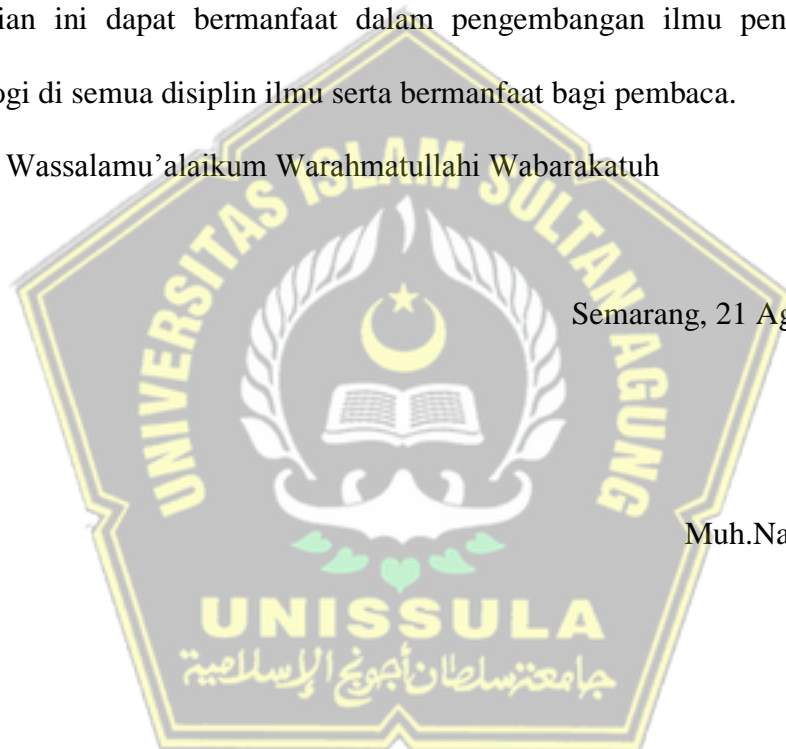 ian ini dapat bermanfaat dalam pengembangan ilmu pen
ogi di semua disiplin ilmu serta bermanfaat bagi pembaca.
Wassalamu’alaikum Warahmatullahi Wabarakatuh
Semarang, 21 Ag
Muh.Na
UNIVERSITAS ISLAM SULTAN AGUNG
UNISSULA
جامعة سلطان أجونج الإسلامية